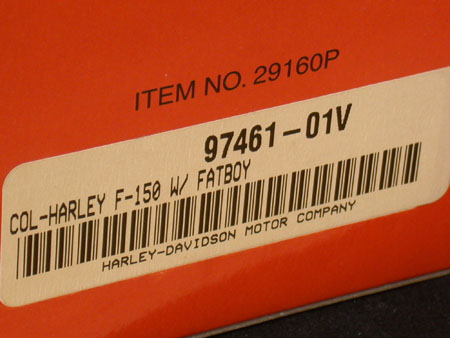 ITEM NO. 29160P
97461-01V
COL-HARLEY F-150 W/ FATBOY
HARLEY-DAVIDSON MOTOR COMPANY